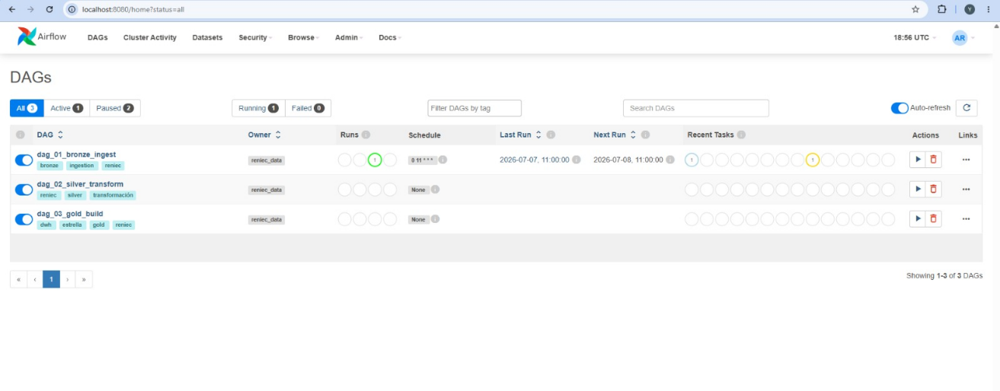 localhost:8080/home?status=all
Y
Airflow DAGs Cluster Activity Datasets Security Browse Admin Docs 18:56 UTC AR
DAGs
All 3 Active 1 Paused 2 Running 1 Failed 0 Filter DAGs by tag Search DAGs Auto-refresh
DAG Owner Runs Schedule Last Run Next Run Recent Tasks Actions Links
dag_01_bronze_ingest
bronze ingestion reniec
reniec_data 1 0 11 * * * 2026-07-07, 11:00:00 2026-07-08, 11:00:00 1 1
dag_02_silver_transform
reniec silver transformación
reniec_data None
dag_03_gold_build
dwh estrella gold reniec
reniec_data None
« ‹ 1 › »
Showing 1-3 of 3 DAGs